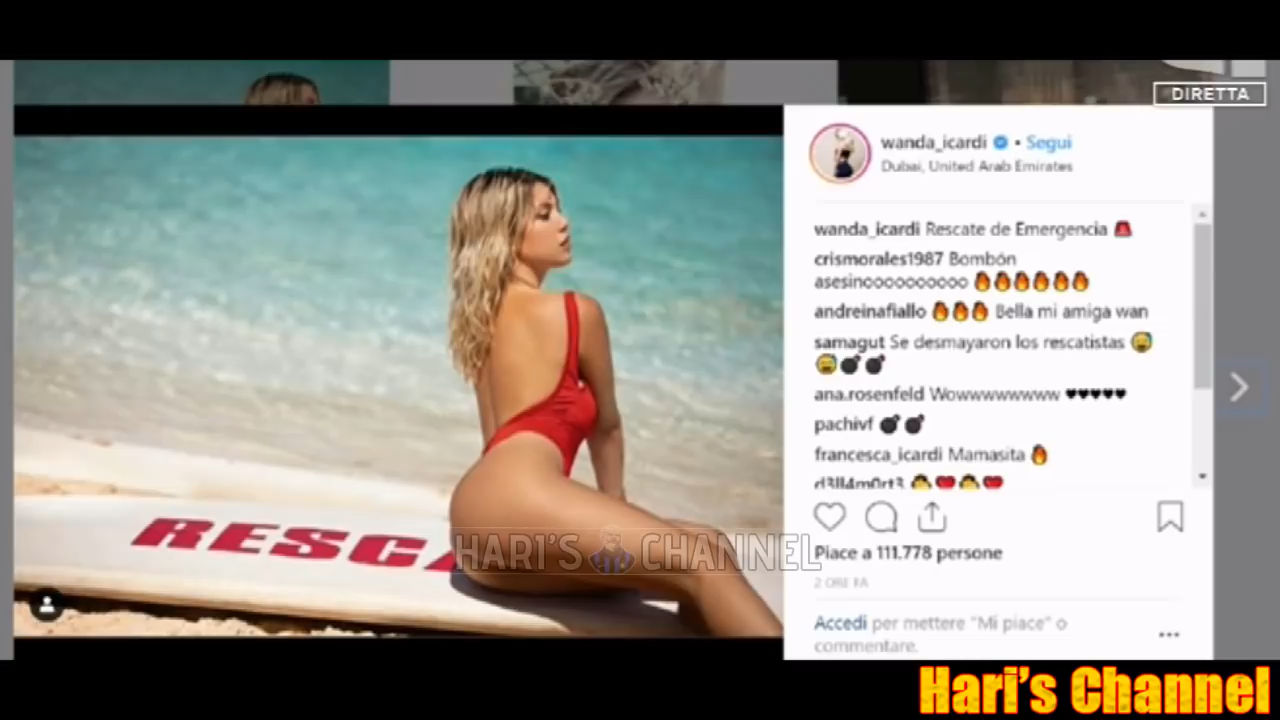 DIRETTA
wanda_icardi • Segui
Dubai, United Arab Emirates
wanda_icardi Rescate de Emergencia 🚨
crismorales1987 Bombón
asesinoooooooooo 🔥🔥🔥🔥🔥🔥
andreinafiallo 🔥🔥🔥 Bella mi amiga wan
samagut Se desmayaron los rescatistas 😅
😅💣💣
ana.rosenfeld Wowwwwwwwww ♥♥♥♥♥
pachivf 💣💣
francesca_icardi Mamasita 🔥
d3ll4m0rt3
RESCA
HARI'S CHANNEL
Piace a 111.778 persone
2 ORE FA
Accedi per mettere "Mi piace" o
commentare.
Hari's Channel